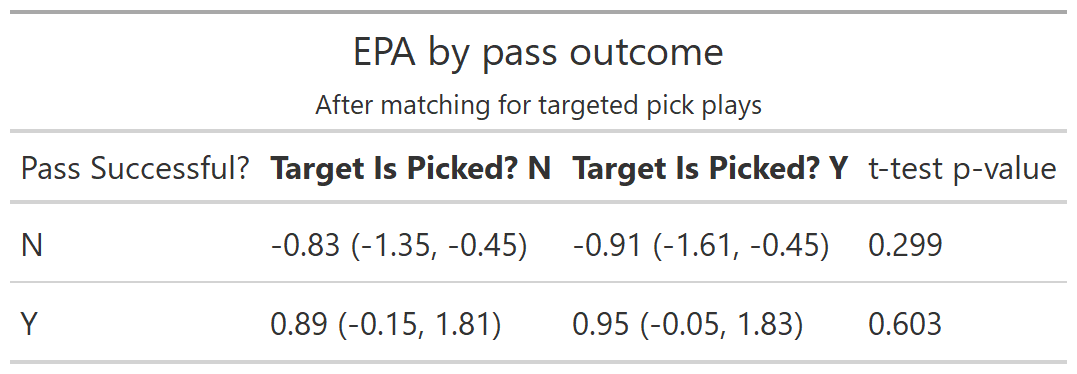 EPA by pass outcome
After matching for targeted pick plays
Pass Successful? Target Is Picked? N Target Is Picked? Y t-test p-value
N -0.83 (-1.35, -0.45) -0.91 (-1.61, -0.45) 0.299
Y 0.89 (-0.15, 1.81) 0.95 (-0.05, 1.83) 0.603